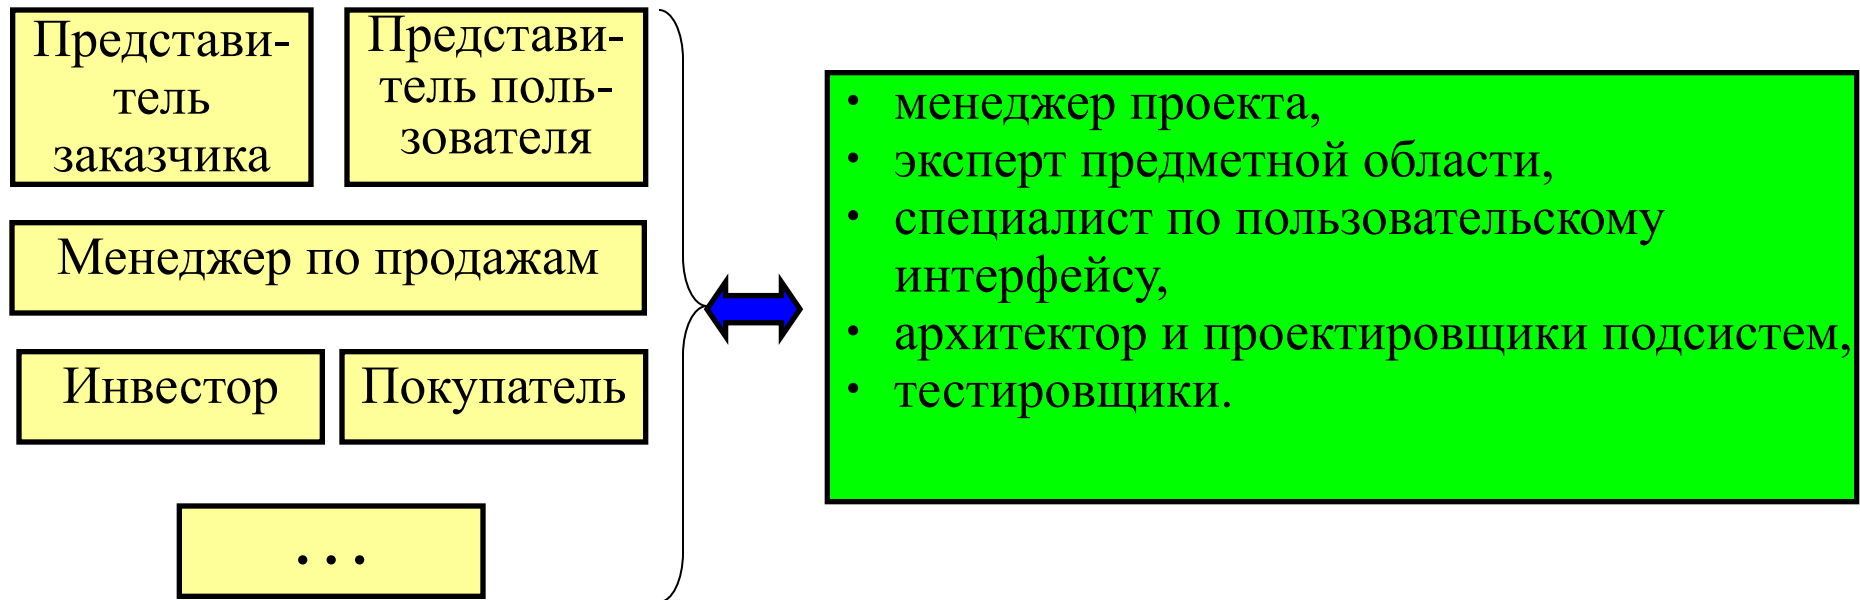 Представи-
тель
заказчика
Представи-
тель поль-
зователя
Менеджер по продажам
Инвестор
Покупатель
...
• менеджер проекта,
• эксперт предметной области,
• специалист по пользовательскому
интерфейсу,
• архитектор и проектировщики подсистем,
• тестировщики.